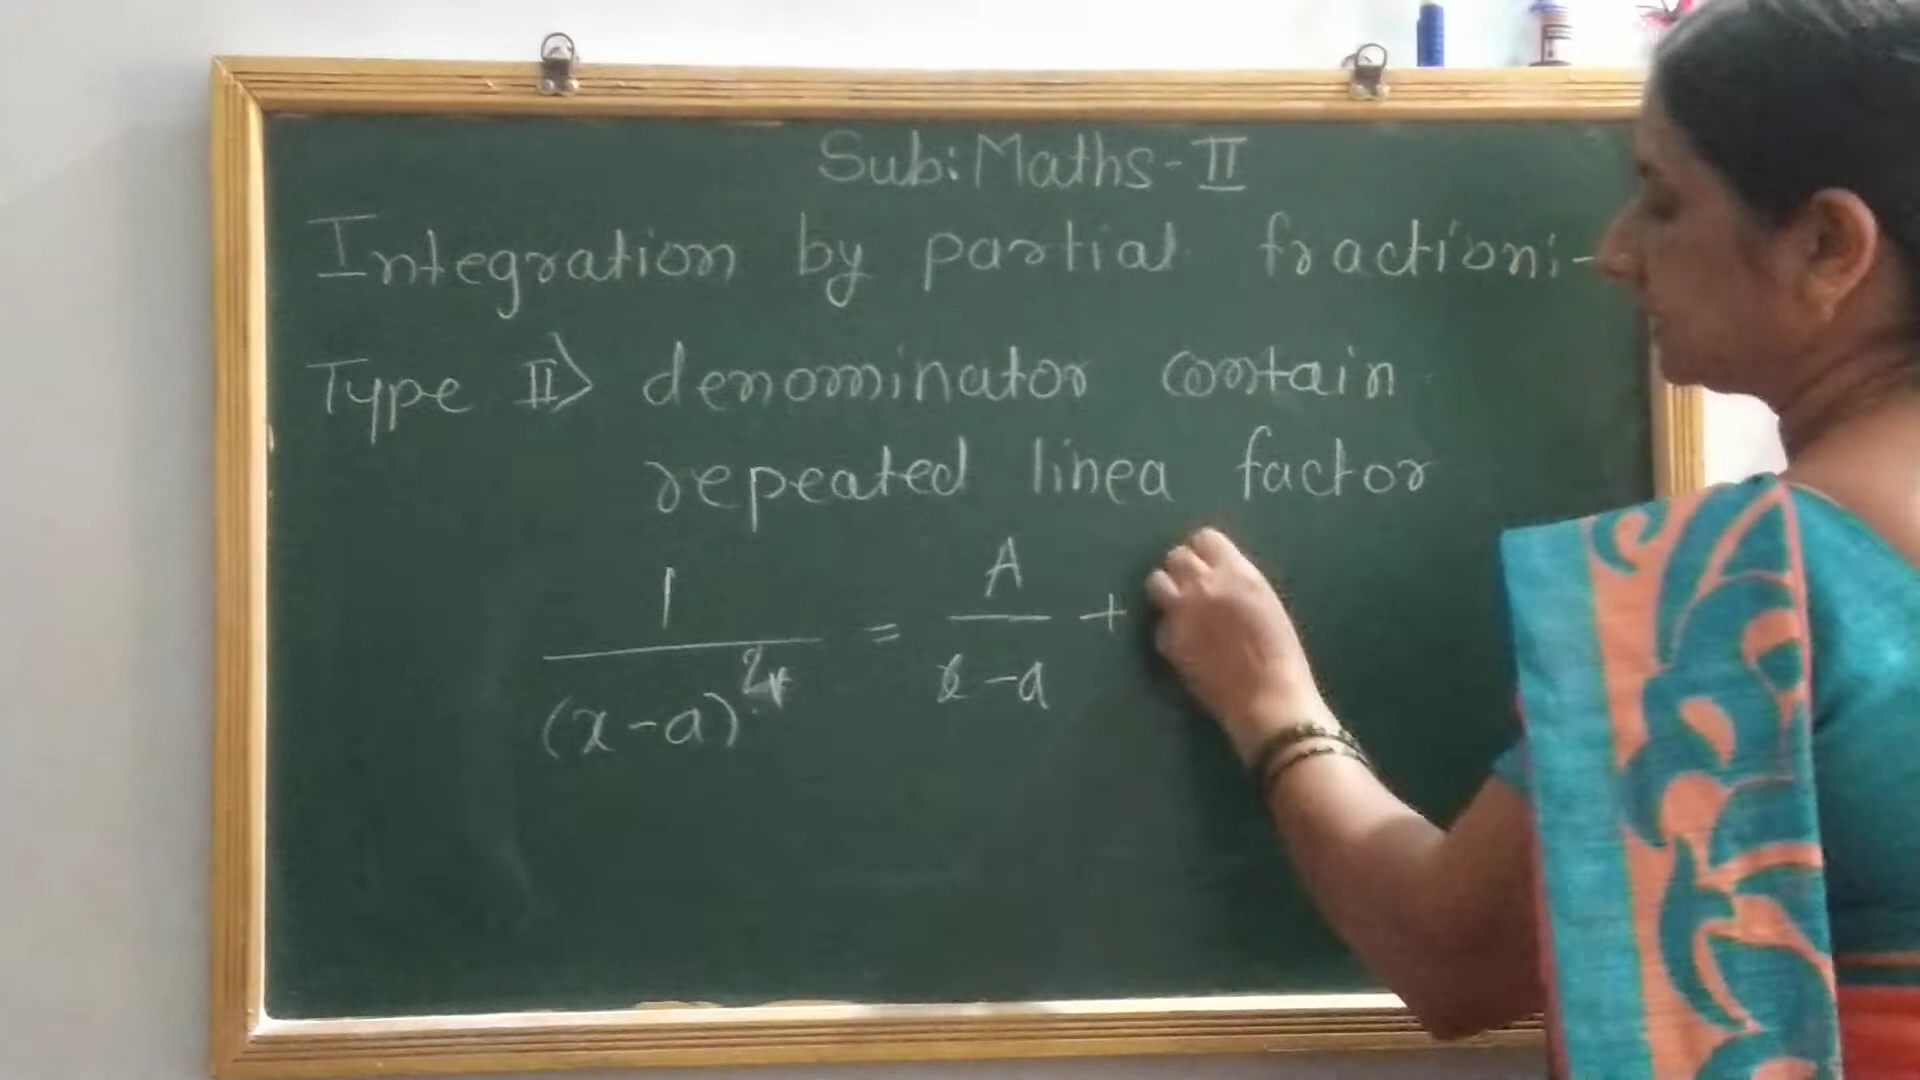 Sub: Maths-II
Integration by partial fraction:-
Type II> denominator contain
repeated linea factor
1 / (x-a)² = A / x-a +